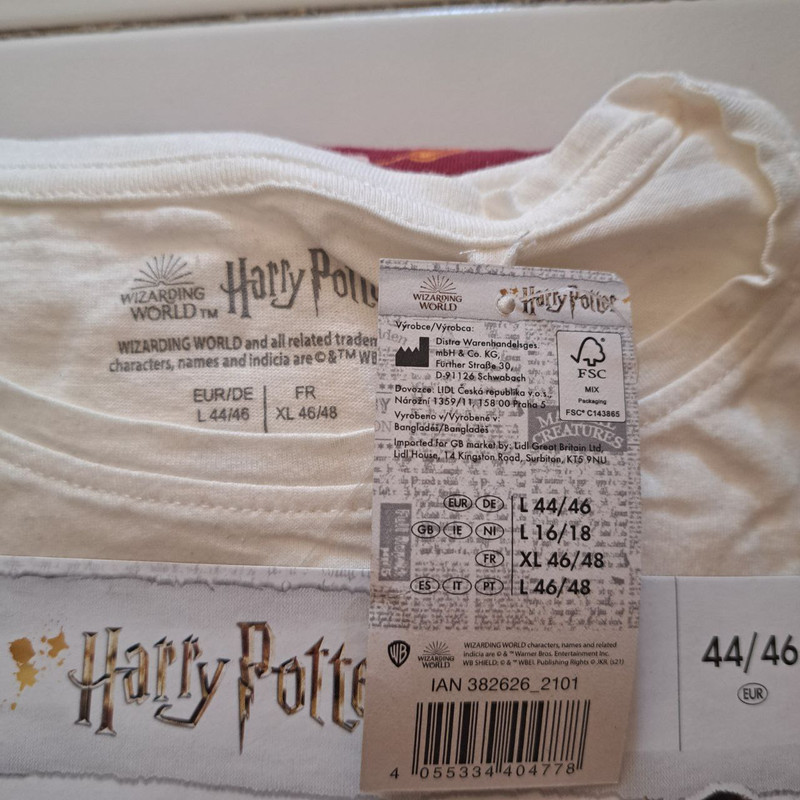 WIZARDING
WORLD™
Harry Pott
WIZARDING WORLD and all related tradem
characters, names and indicia are © & ™ WB
EUR/DE
L 44/46
FR
XL 46/48
WIZARDING
WORLD
Harry Potter
Výrobce/Výrobca:
Distra Warenhandelsges.
mbH & Co. KG,
Fürther Straße 30,
D-91126 Schwabach
Dovozce: LIDL Česká republika v.o.s.,
Nárožní 1359/11, 158 00 Praha 5
Vyrobeno v/Vyrobené v
Bangladéš/Bangladéš
Imported for GB market by: Lidl Great Britain Ltd,
Lidl House, 14 Kingston Road, Surbiton, KT5 9NU
FSC
MIX
Packaging
FSC® C143865
CREATURES
EUR DE L 44/46
GB IE NI L 16/18
FR XL 46/48
ES IT PT L 46/48
WB
WIZARDING
WORLD
WIZARDING WORLD characters, names and related
indicia are © & ™ Warner Bros. Entertainment Inc.
WB SHIELD: © & ™ WBEI. Publishing Rights © JKR. (s21)
IAN 382626_2101
4 055334 404778
Harry Potte
44/46
EUR